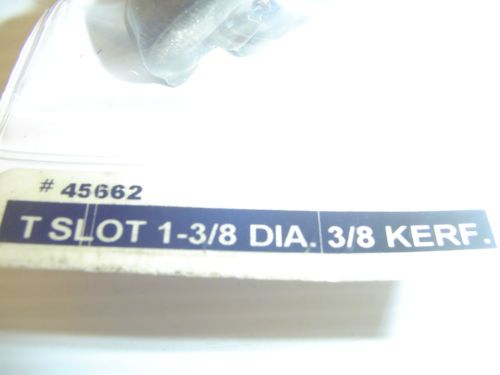 # 45662
T SLOT 1-3/8 DIA. 3/8 KERF.